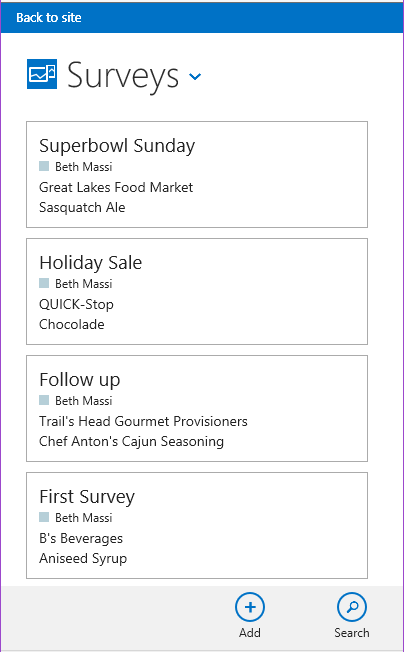 Back to site
Surveys
Superbowl Sunday
Beth Massi
Great Lakes Food Market
Sasquatch Ale
Holiday Sale
Beth Massi
QUICK-Stop
Chocolade
Follow up
Beth Massi
Trail's Head Gourmet Provisioners
Chef Anton's Cajun Seasoning
First Survey
Beth Massi
B's Beverages
Aniseed Syrup
Add Search